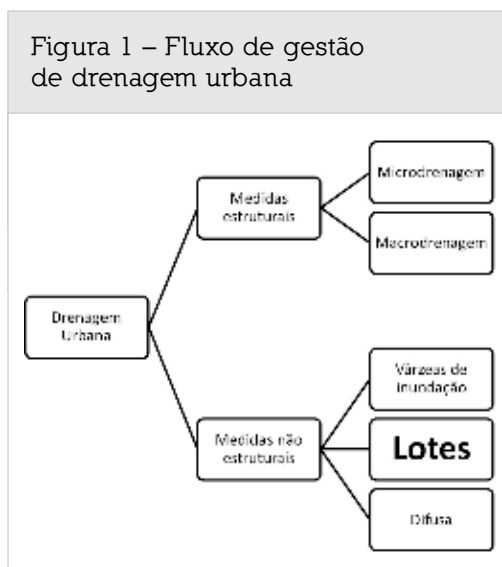 Figura 1 – Fluxo de gestão
de drenagem urbana
Microdrenagem
Medidas
estruturais
Macrodrenagem
Drenagem
Urbana
Várzeas de
inundação
Medidas não
estruturais
Lotes
Difusa